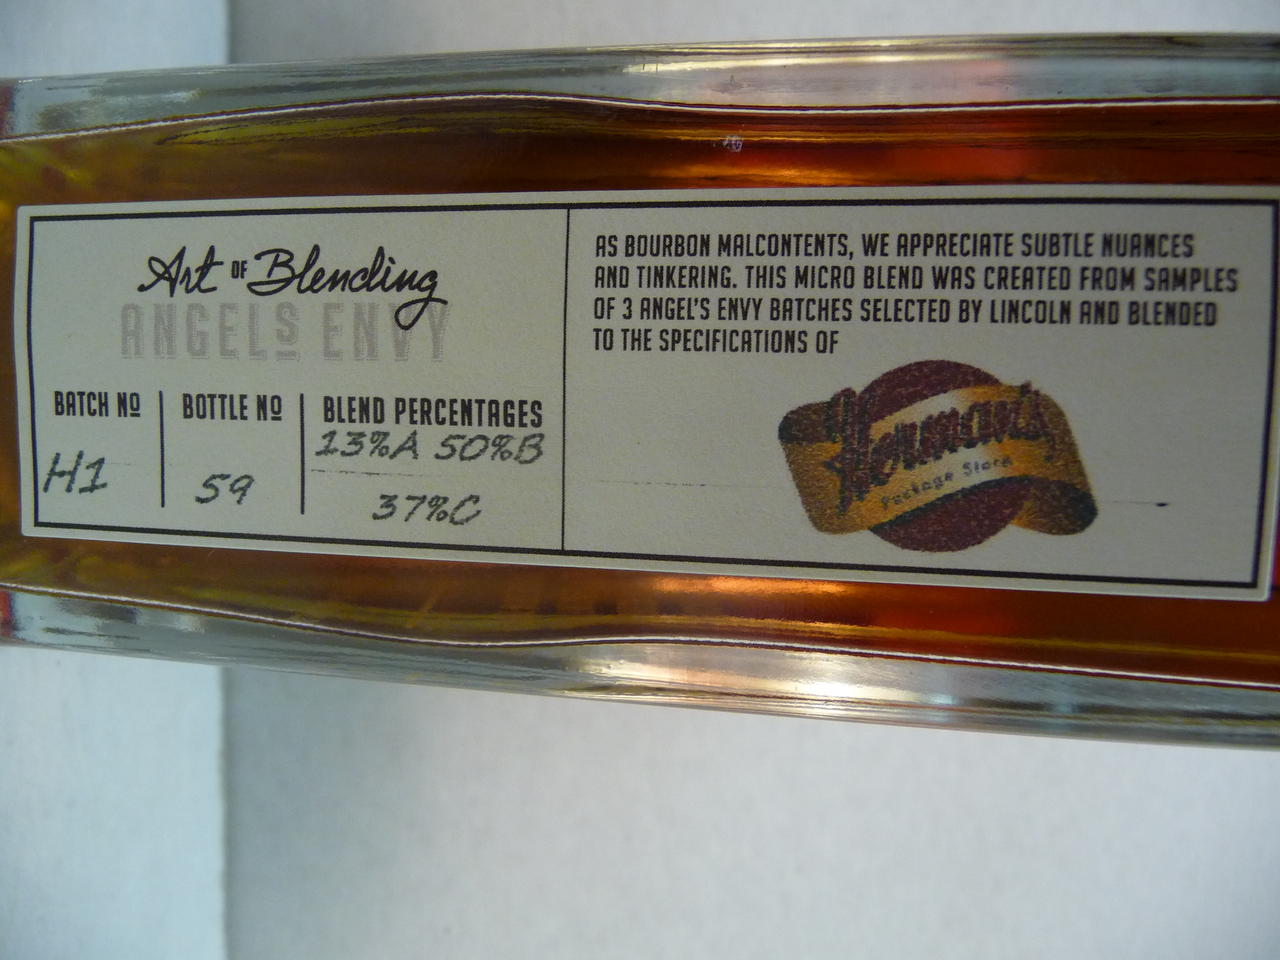 Art OF Blending
ANGELS ENVY
BATCH Nº
H1
BOTTLE Nº
59
BLEND PERCENTAGES
13%A 50%B
37%C
AS BOURBON MALCONTENTS, WE APPRECIATE SUBTLE NUANCES
AND TINKERING. THIS MICRO BLEND WAS CREATED FROM SAMPLES
OF 3 ANGEL'S ENVY BATCHES SELECTED BY LINCOLN AND BLENDED
TO THE SPECIFICATIONS OF
Herman's
Package Store